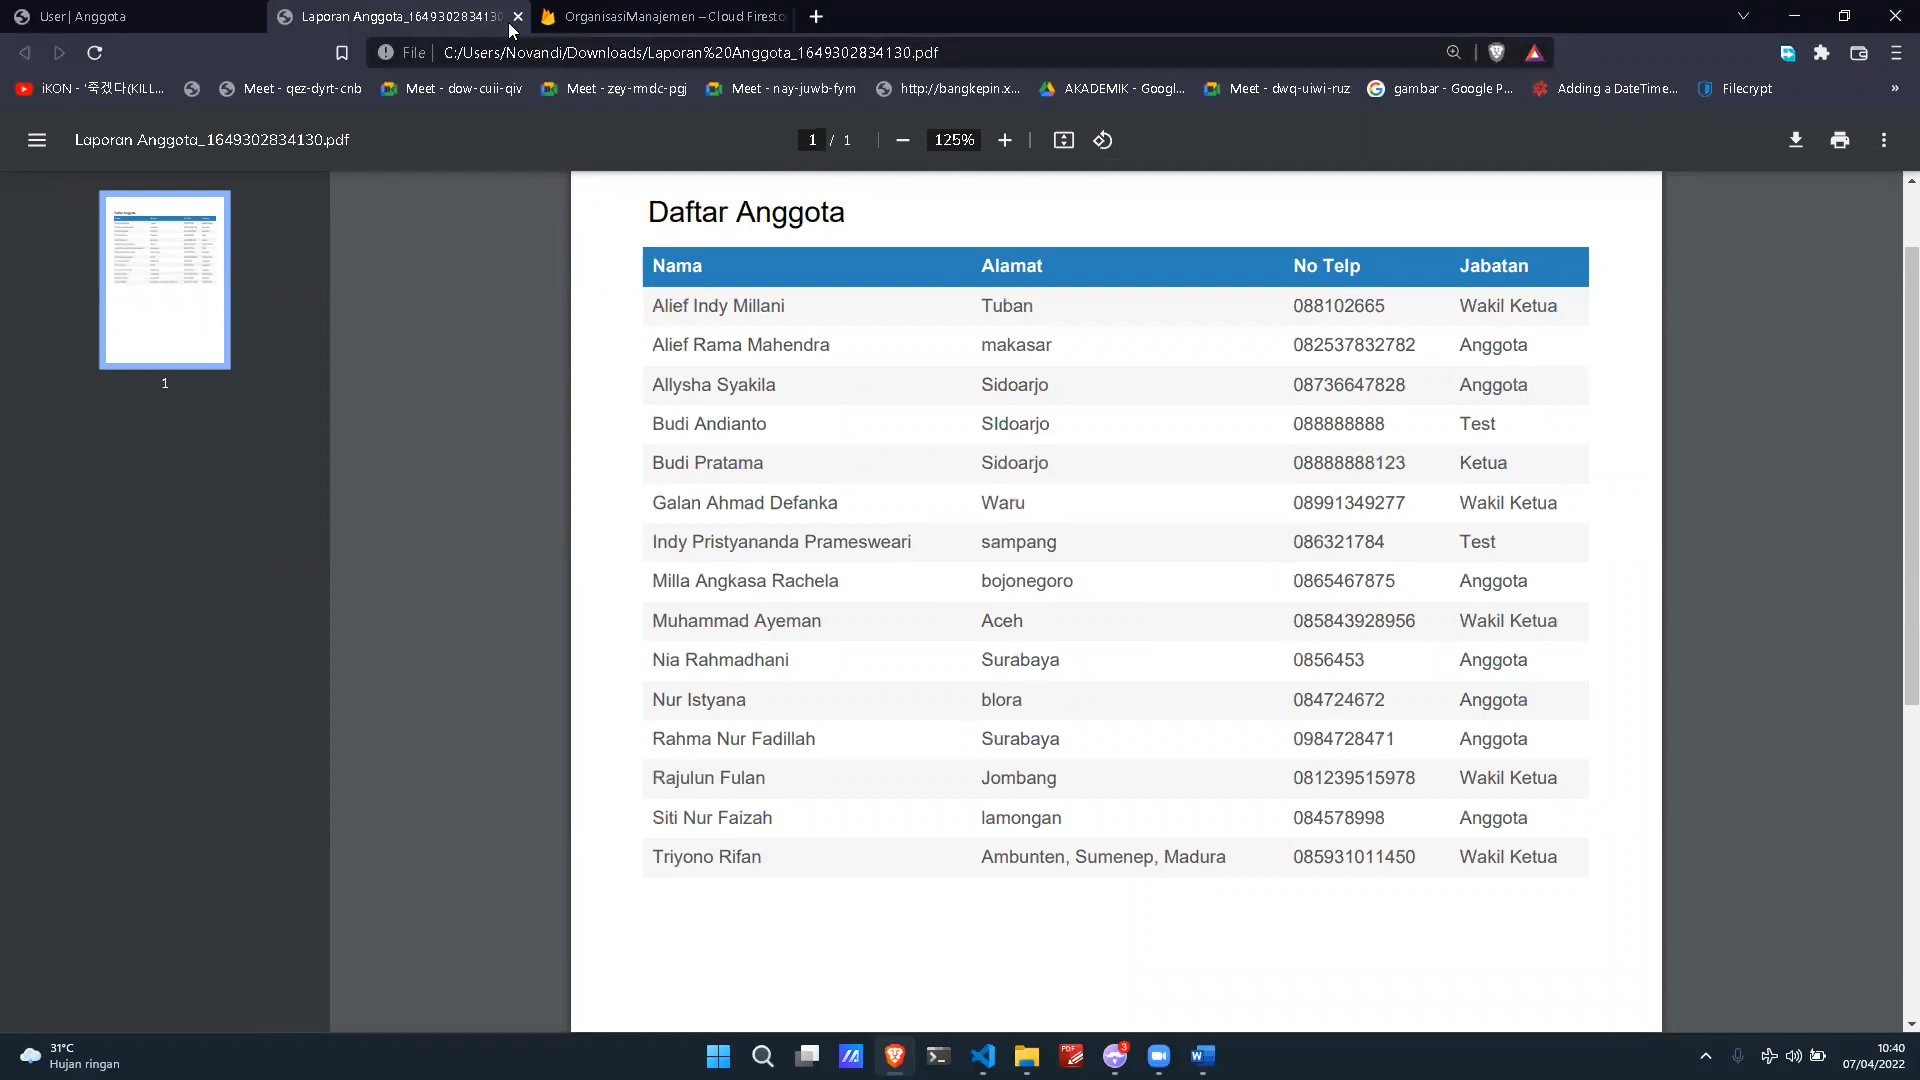 User | Anggota
Laporan Anggota_1649302834130
OrganisasiManajemen – Cloud Firesto
File
C:/Users/Novandi/Downloads/Laporan%20Anggota_1649302834130.pdf
iKON - '죽겠다(KILL...
Meet - qez-dyrt-cnb
Meet - dow-cuii-qiv
Meet - zey-rmdc-pgj
Meet - nay-juwb-fym
http://bangkepin.x...
AKADEMIK - Googl...
Meet - dwq-uiwi-ruz
gambar - Google P...
Adding a DateTime...
Filecrypt
»
Laporan Anggota_1649302834130.pdf
1 / 1
125%
1
Daftar Anggota
Nama Alamat No Telp Jabatan
Alief Indy Millani Tuban 088102665 Wakil Ketua
Alief Rama Mahendra makasar 082537832782 Anggota
Allysha Syakila Sidoarjo 08736647828 Anggota
Budi Andianto SIdoarjo 088888888 Test
Budi Pratama Sidoarjo 08888888123 Ketua
Galan Ahmad Defanka Waru 08991349277 Wakil Ketua
Indy Pristyananda Pramesweari sampang 086321784 Test
Milla Angkasa Rachela bojonegoro 0865467875 Anggota
Muhammad Ayeman Aceh 085843928956 Wakil Ketua
Nia Rahmadhani Surabaya 0856453 Anggota
Nur Istyana blora 084724672 Anggota
Rahma Nur Fadillah Surabaya 0984728471 Anggota
Rajulun Fulan Jombang 081239515978 Wakil Ketua
Siti Nur Faizah lamongan 084578998 Anggota
Triyono Rifan Ambunten, Sumenep, Madura 085931011450 Wakil Ketua
31°C
Hujan ringan
PDF
3
W
10:40
07/04/2022